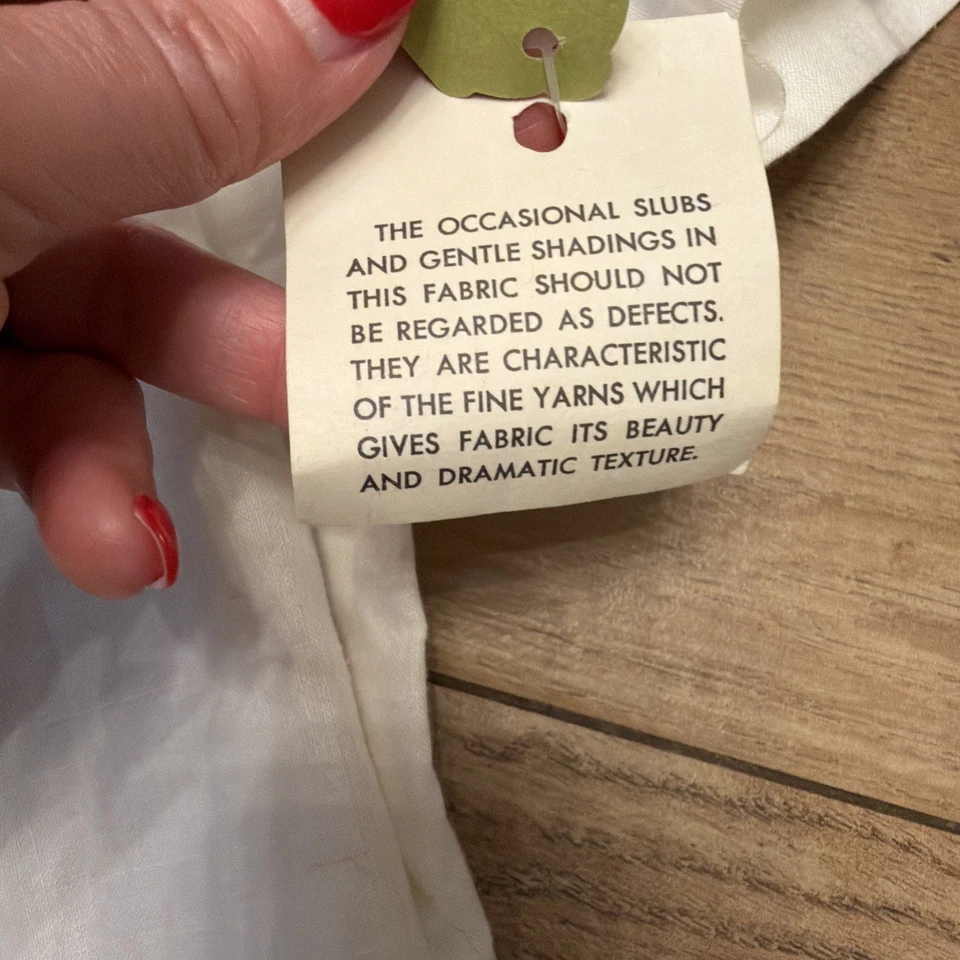 THE OCCASIONAL SLUBS
AND GENTLE SHADINGS IN
THIS FABRIC SHOULD NOT
BE REGARDED AS DEFECTS.
THEY ARE CHARACTERISTIC
OF THE FINE YARNS WHICH
GIVES FABRIC ITS BEAUTY
AND DRAMATIC TEXTURE.